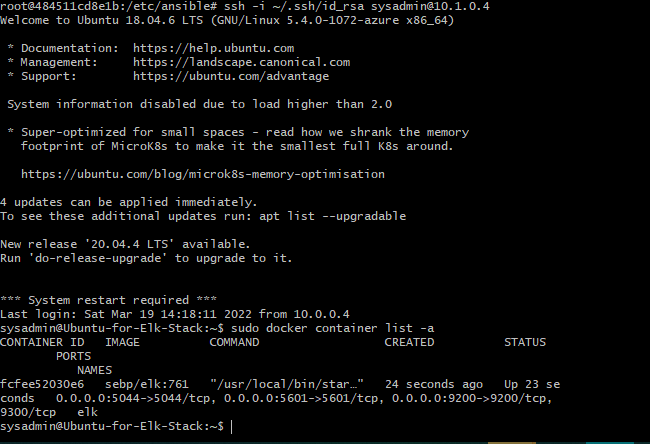 root@484511cd8e1b:/etc/ansible# ssh -i ~/.ssh/id_rsa sysadmin@10.1.0.4
Welcome to Ubuntu 18.04.6 LTS (GNU/Linux 5.4.0-1072-azure x86_64)

 * Documentation:  https://help.ubuntu.com
 * Management:     https://landscape.canonical.com
 * Support:        https://ubuntu.com/advantage

 System information disabled due to load higher than 2.0

 * Super-optimized for small spaces - read how we shrank the memory
   footprint of MicroK8s to make it the smallest full K8s around.

   https://ubuntu.com/blog/microk8s-memory-optimisation

4 updates can be applied immediately.
To see these additional updates run: apt list --upgradable

New release '20.04.4 LTS' available.
Run 'do-release-upgrade' to upgrade to it.


*** System restart required ***
Last login: Sat Mar 19 14:18:11 2022 from 10.0.0.4
sysadmin@Ubuntu-for-Elk-Stack:~$ sudo docker container list -a
CONTAINER ID   IMAGE          COMMAND                  CREATED          STATUS
        PORTS
           NAMES
fcfee52030e6   sebp/elk:761   "/usr/local/bin/star…"   24 seconds ago   Up 23 se
conds   0.0.0.0:5044->5044/tcp, 0.0.0.0:5601->5601/tcp, 0.0.0.0:9200->9200/tcp,
9300/tcp   elk
sysadmin@Ubuntu-for-Elk-Stack:~$